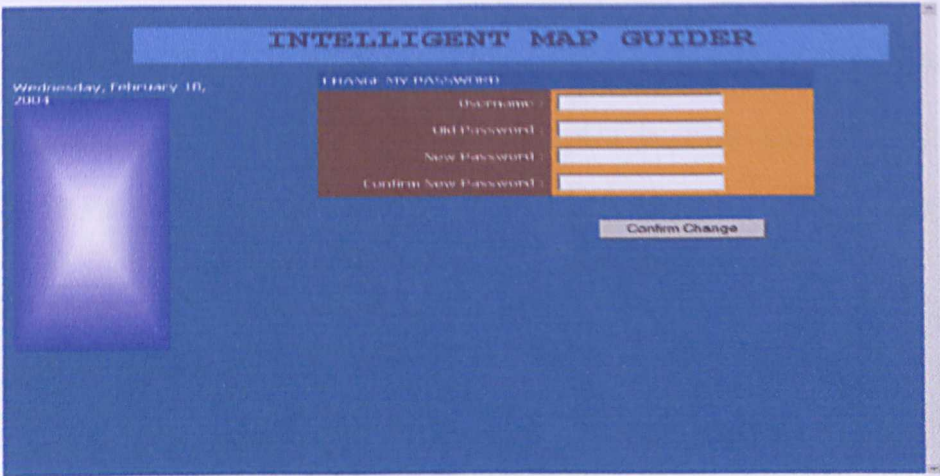 INTELLIGENT MAP GUIDER
Wednesday, February 18,
2004
CHANGE MY PASSWORD
Username :
Old Password :
New Password :
Confirm New Password :
Confirm Change